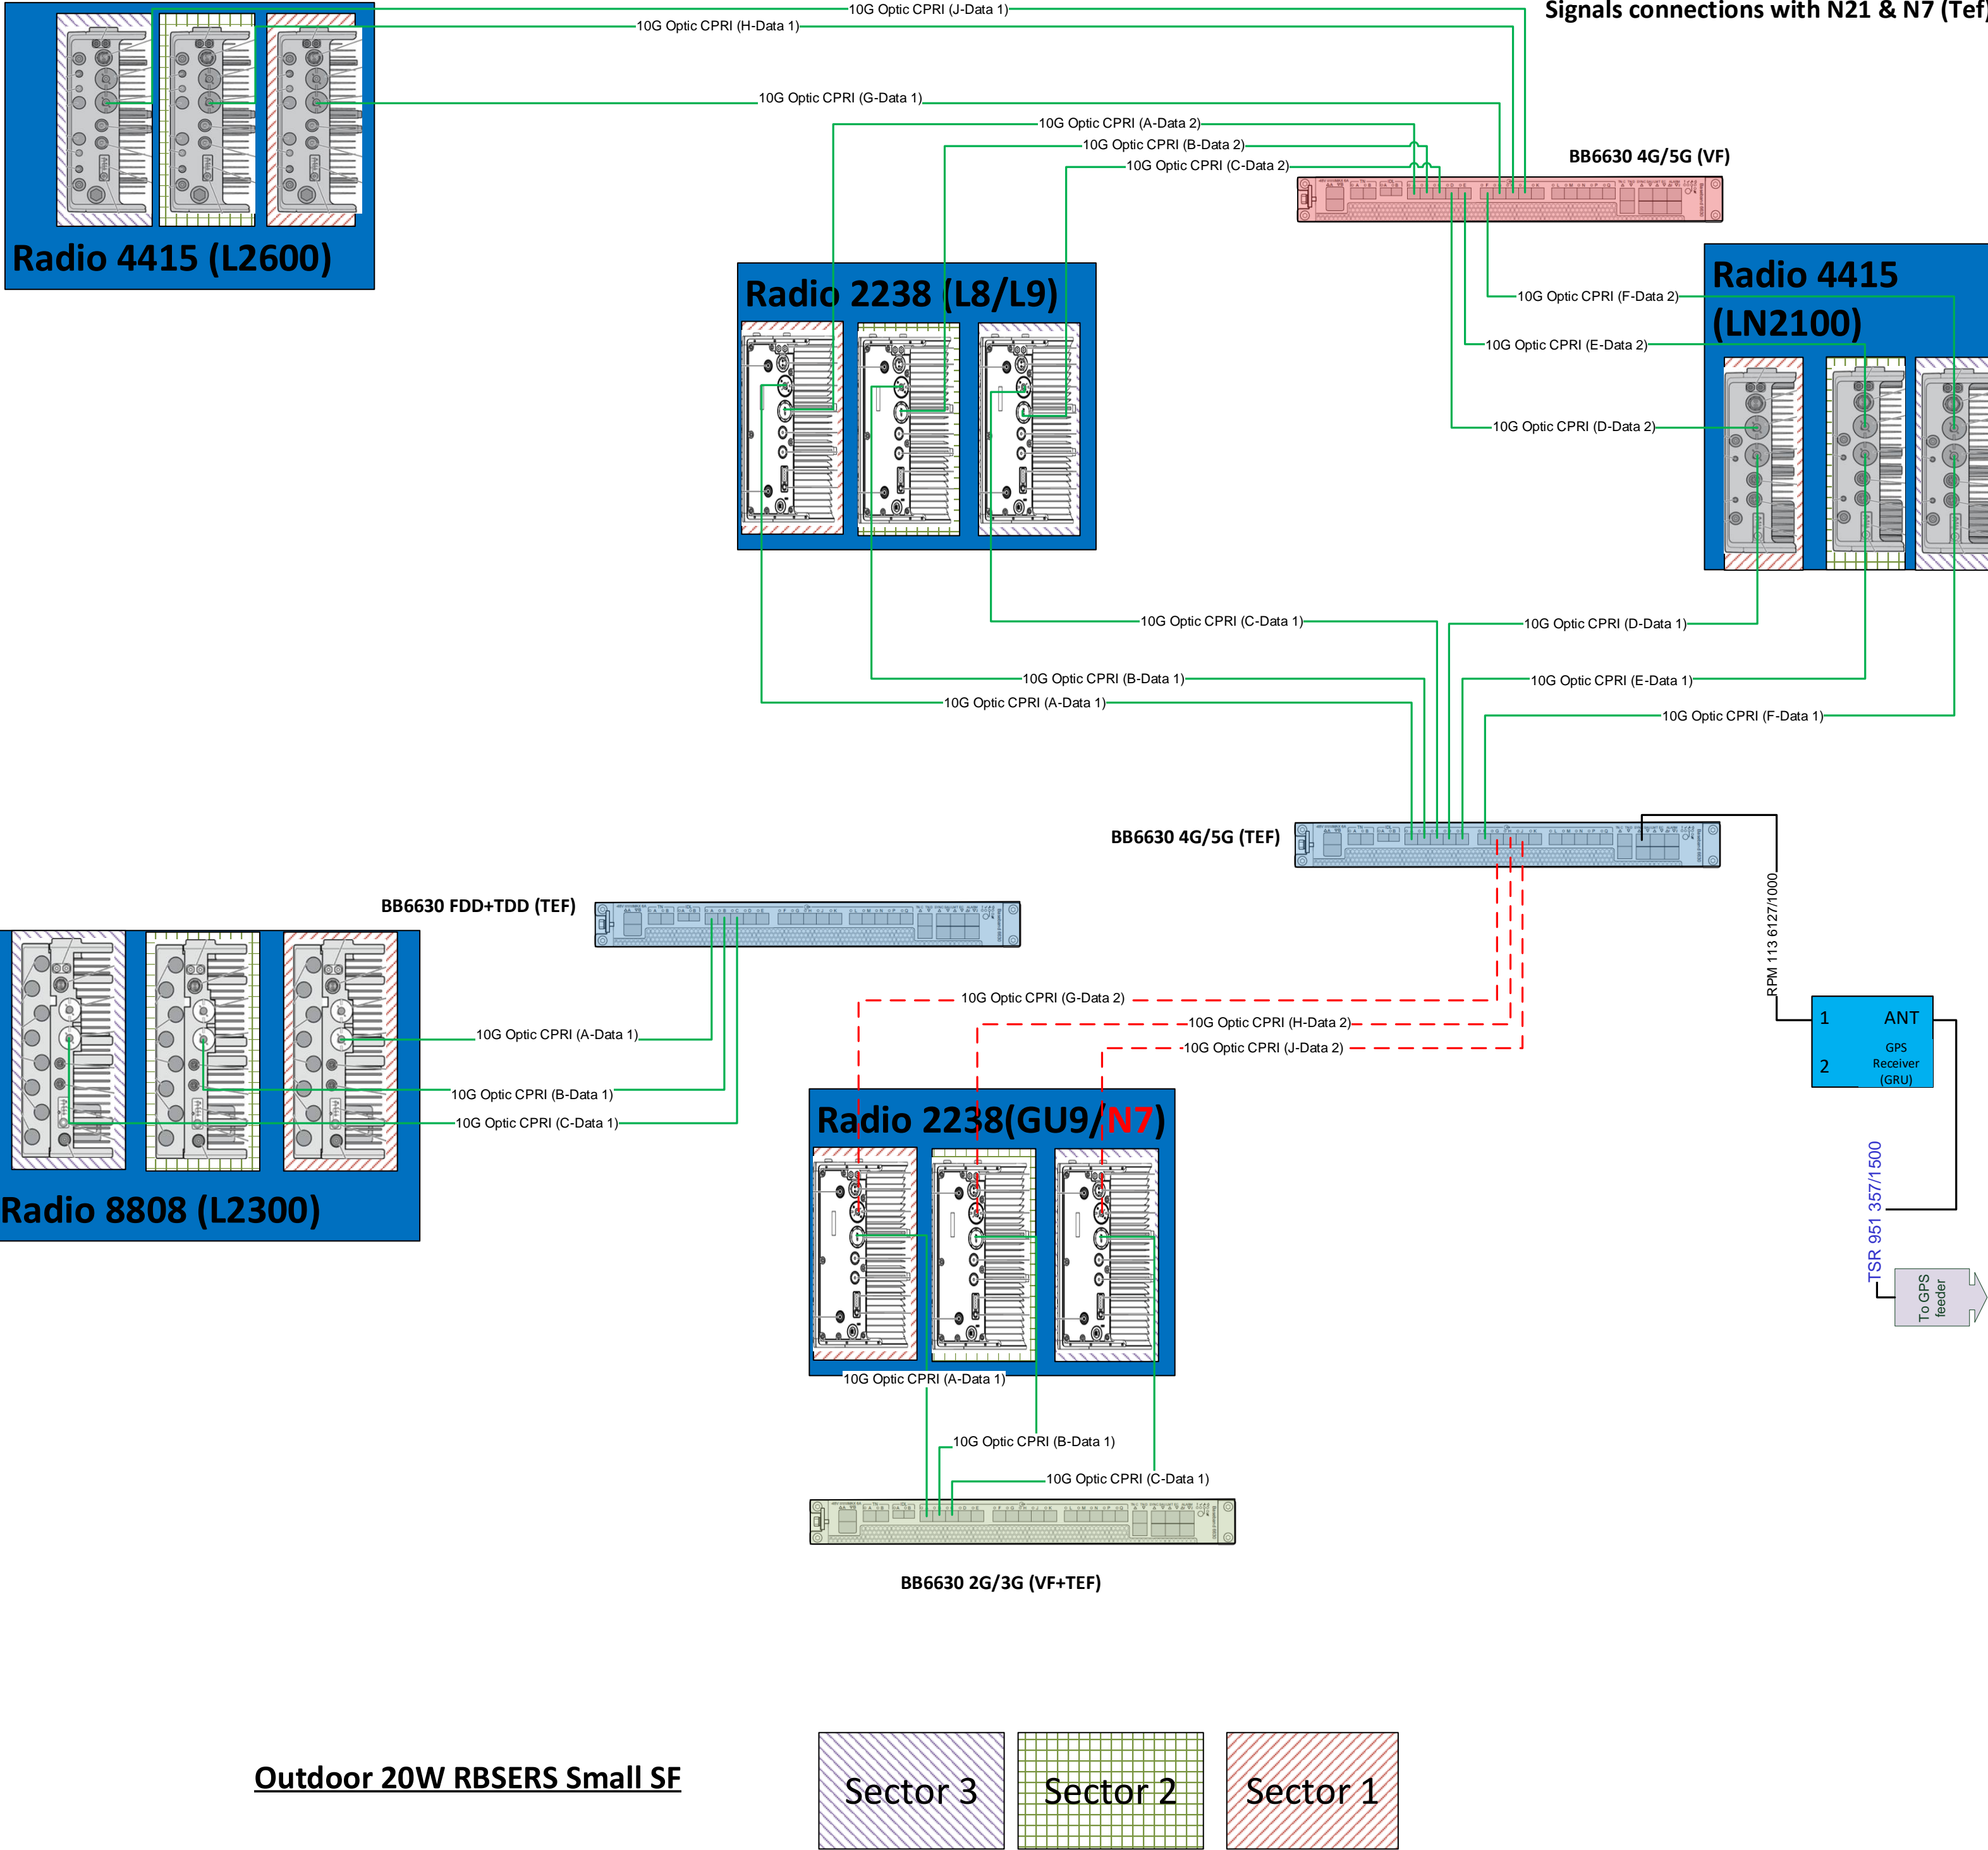 Signals connections with N21 & N7 (Tef)
10G Optic CPRI (J-Data 1)
10G Optic CPRI (H-Data 1)
10G Optic CPRI (G-Data 1)
10G Optic CPRI (A-Data 2)
10G Optic CPRI (B-Data 2)
10G Optic CPRI (C-Data 2)
BB6630 4G/5G (VF)
Radio 4415 (L2600)
Radio 2238 (L8/L9)
Radio 4415
(LN2100)
10G Optic CPRI (F-Data 2)
10G Optic CPRI (E-Data 2)
10G Optic CPRI (D-Data 2)
10G Optic CPRI (C-Data 1)
10G Optic CPRI (D-Data 1)
10G Optic CPRI (B-Data 1)
10G Optic CPRI (E-Data 1)
10G Optic CPRI (A-Data 1)
10G Optic CPRI (F-Data 1)
BB6630 4G/5G (TEF)
RPM 113 6127/1000
BB6630 FDD+TDD (TEF)
10G Optic CPRI (G-Data 2)
10G Optic CPRI (H-Data 2)
10G Optic CPRI (J-Data 2)
1
ANT
GPS
Receiver
(GRU)
2
10G Optic CPRI (A-Data 1)
10G Optic CPRI (B-Data 1)
10G Optic CPRI (C-Data 1)
Radio 8808 (L2300)
Radio 2238(GU9/N7)
TSR 951 357/1500
To GPS
feeder
10G Optic CPRI (A-Data 1)
10G Optic CPRI (B-Data 1)
10G Optic CPRI (C-Data 1)
BB6630 2G/3G (VF+TEF)
Outdoor 20W RBSERS Small SF
Sector 3
Sector 2
Sector 1